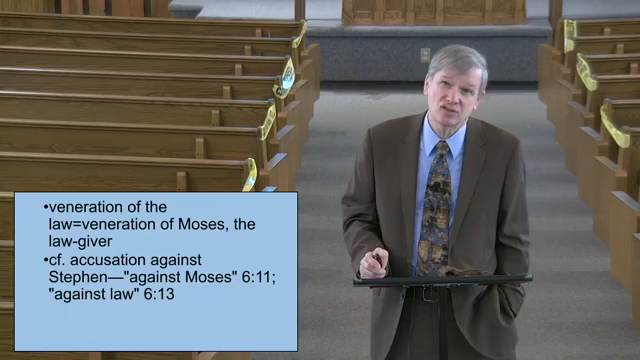 •veneration of the
law=veneration of Moses, the
law-giver
•cf. accusation against
Stephen—"against Moses" 6:11;
"against law" 6:13